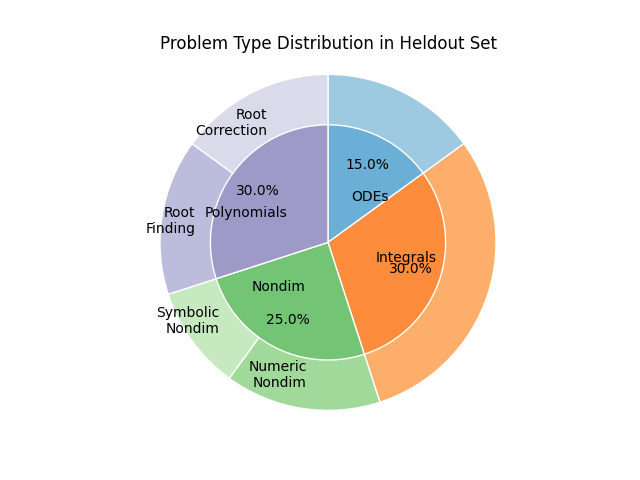 Problem Type Distribution in Heldout Set
Root
Correction
15.0%
30.0%
ODEs
Root
Finding
Polynomials
Integrals
30.0%
Nondim
Symbolic
Nondim
25.0%
Numeric
Nondim